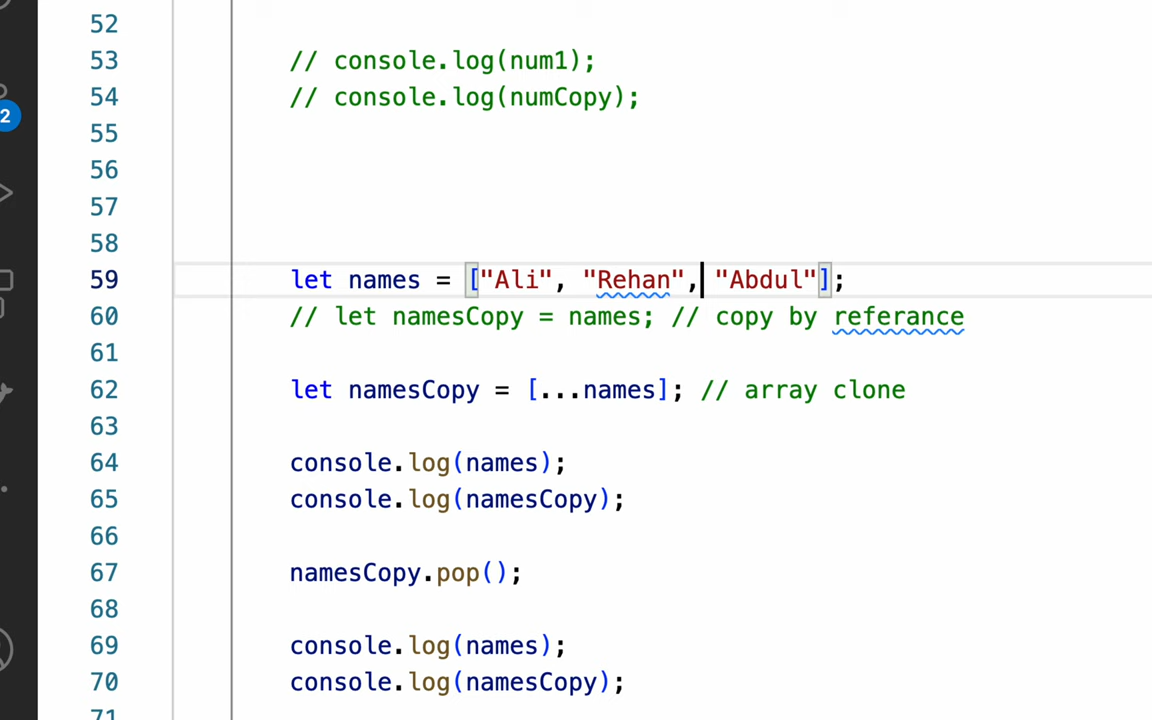 52
53 // console.log(num1);
54 // console.log(numCopy);
55
56
57
58
59 let names = ["Ali", "Rehan", "Abdul"];
60 // let namesCopy = names; // copy by referance
61
62 let namesCopy = [...names]; // array clone
63
64 console.log(names);
65 console.log(namesCopy);
66
67 namesCopy.pop();
68
69 console.log(names);
70 console.log(namesCopy);
71
2